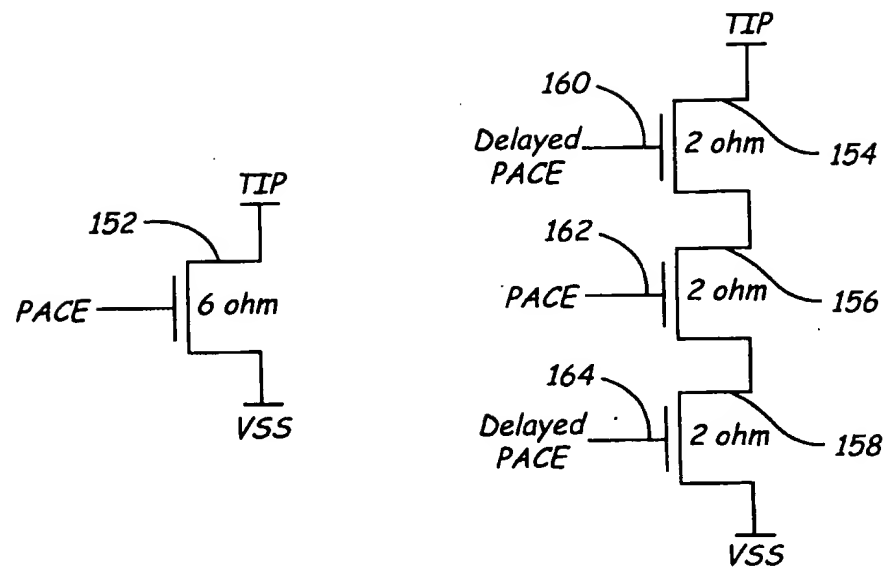 TIP
152
PACE
6 ohm
VSS
TIP
160
Delayed
PACE
2 ohm
154
162
PACE
2 ohm
156
164
Delayed
PACE
2 ohm
158
VSS